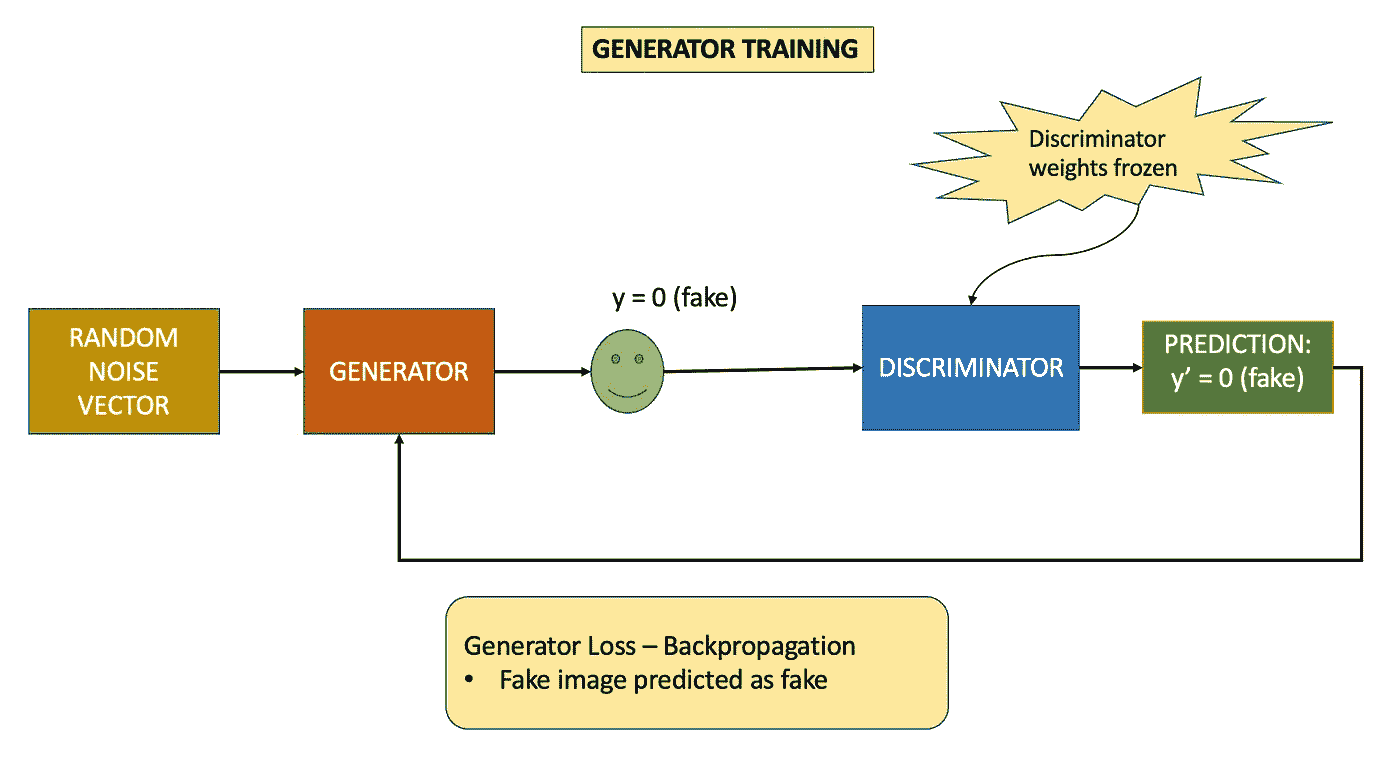 GENERATOR TRAINING
Discriminator
weights frozen
y = 0 (fake)
RANDOM
NOISE
VECTOR
GENERATOR
DISCRIMINATOR
PREDICTION:
y’ = 0 (fake)
Generator Loss – Backpropagation
• Fake image predicted as fake